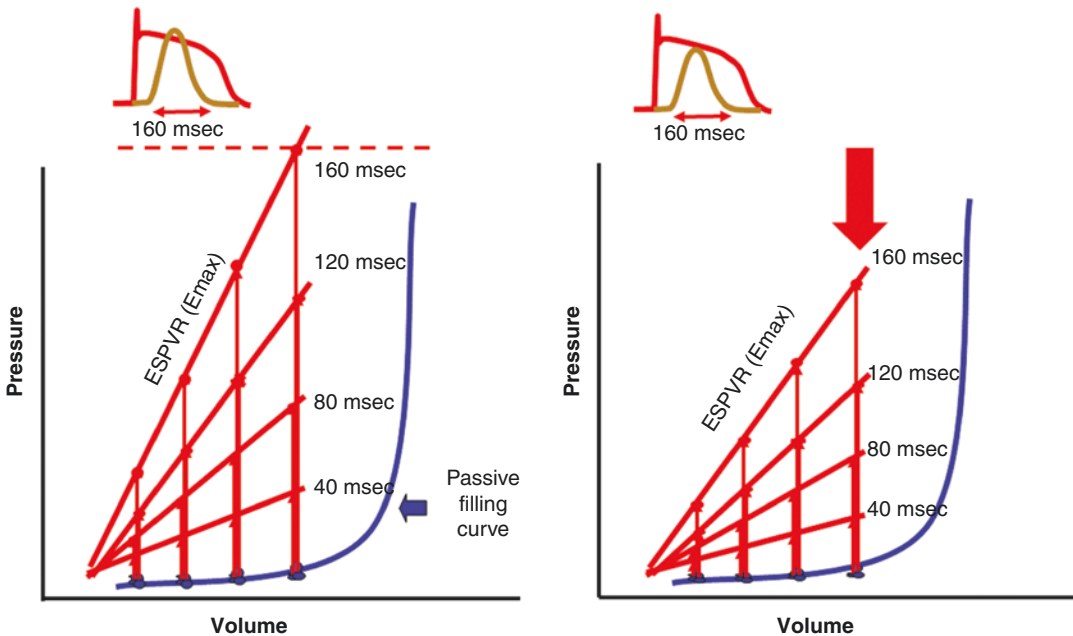 160 msec
160 msec
120 msec
80 msec
40 msec
ESPVR (Emax)
Passive
filling
curve
Pressure
Volume
160 msec
160 msec
120 msec
80 msec
40 msec
ESPVR (Emax)
Pressure
Volume